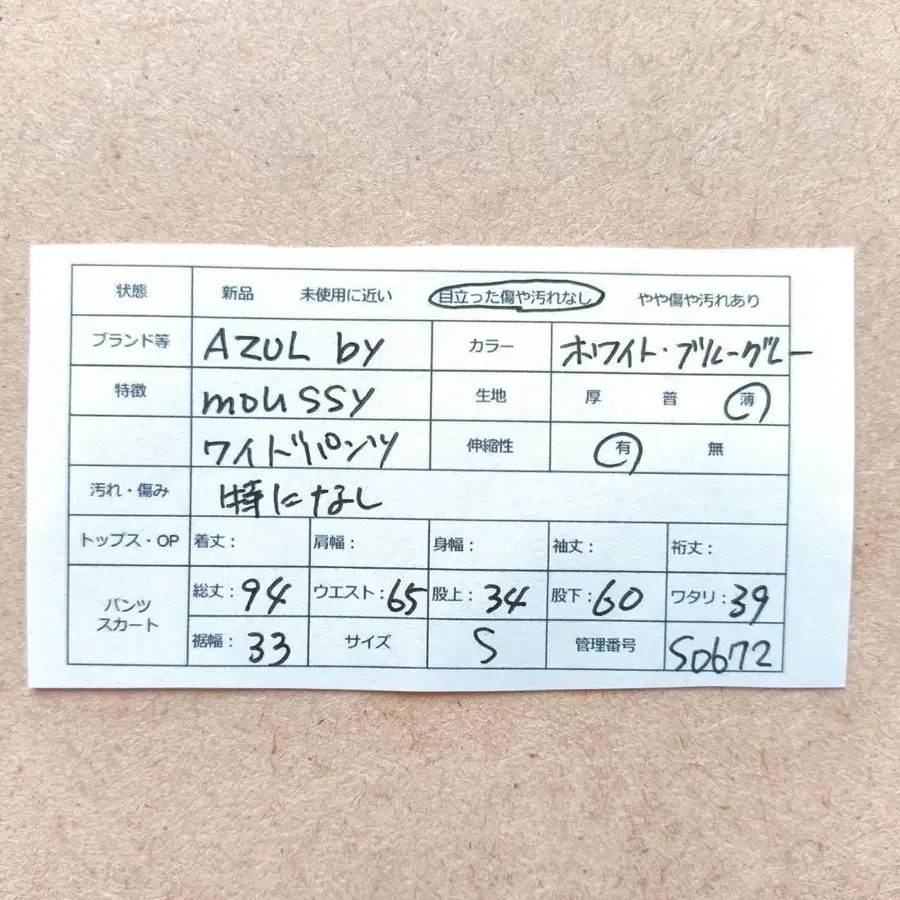 状態 新品 未使用に近い 目立った傷や汚れなし やや傷や汚れあり
ブランド等 AZUL by カラー ホワイト・ブルーグレー
特徴 moussy 生地 厚 普 薄
ワイドパンツ 伸縮性 有 無
汚れ・傷み 特になし
トップス・OP 着丈: 肩幅: 身幅: 袖丈: 裄丈:
パンツ スカート 総丈:94 ウエスト:65 股上:34 股下:60 ワタリ:39
裾幅:33 サイズ S 管理番号 S0672